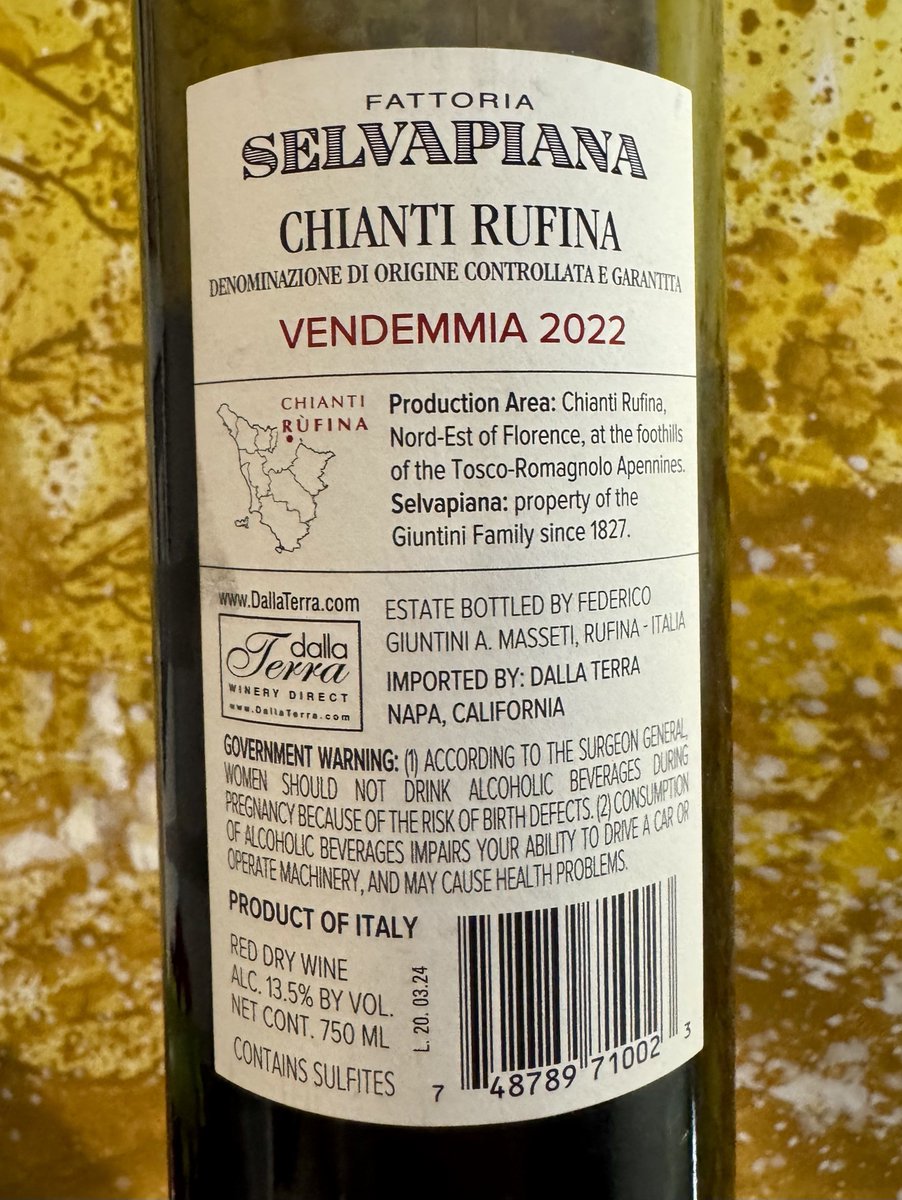 FATTORIA
SELVAPIANA
CHIANTI RUFINA
DENOMINAZIONE DI ORIGINE CONTROLLATA E GARANTITA
VENDEMMIA 2022
CHIANTI
RÙFINA
Production Area: Chianti Rufina,
Nord-Est of Florence, at the foothills
of the Tosco-Romagnolo Apennines.
Selvapiana: property of the
Giuntini Family since 1827.
www.DallaTerra.com
dalla
Terra
WINERY DIRECT
www.DallaTerra.com
ESTATE BOTTLED BY FEDERICO
GIUNTINI A. MASSETI, RUFINA - ITALIA
IMPORTED BY: DALLA TERRA
NAPA, CALIFORNIA
GOVERNMENT WARNING: (1) ACCORDING TO THE SURGEON GENERAL,
WOMEN SHOULD NOT DRINK ALCOHOLIC BEVERAGES DURING
PREGNANCY BECAUSE OF THE RISK OF BIRTH DEFECTS. (2) CONSUMPTION
OF ALCOHOLIC BEVERAGES IMPAIRS YOUR ABILITY TO DRIVE A CAR OR
OPERATE MACHINERY, AND MAY CAUSE HEALTH PROBLEMS.
PRODUCT OF ITALY
RED DRY WINE
ALC. 13.5% BY VOL.
NET CONT. 750 ML
CONTAINS SULFITES
L. 20. 03.24
7 48789 71002 3